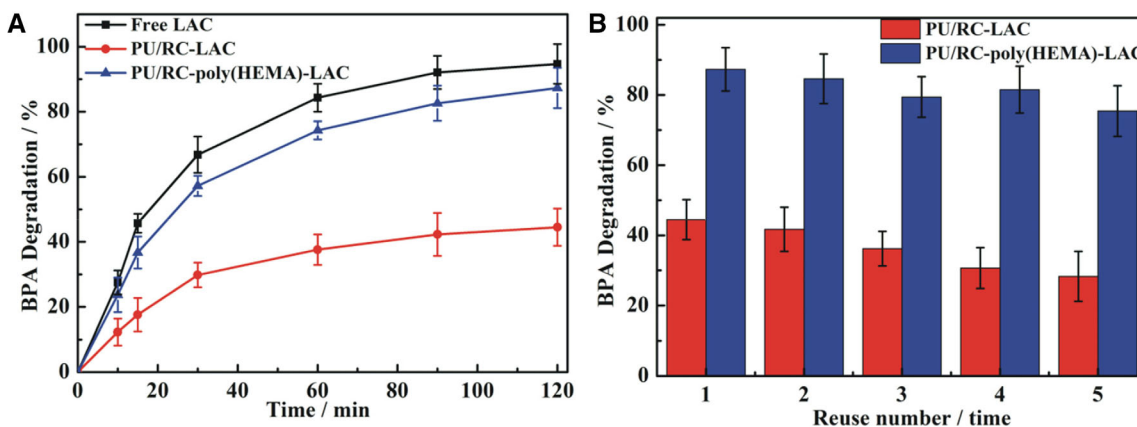 A
Free LAC
PU/RC-LAC
PU/RC-poly(HEMA)-LAC
BPA Degradation / %
100
80
60
40
20
0
0 20 40 60 80 100 120
Time / min
B
PU/RC-LAC
PU/RC-poly(HEMA)-LAC
BPA Degradation / %
100
80
60
40
20
0
1 2 3 4 5
Reuse number / time